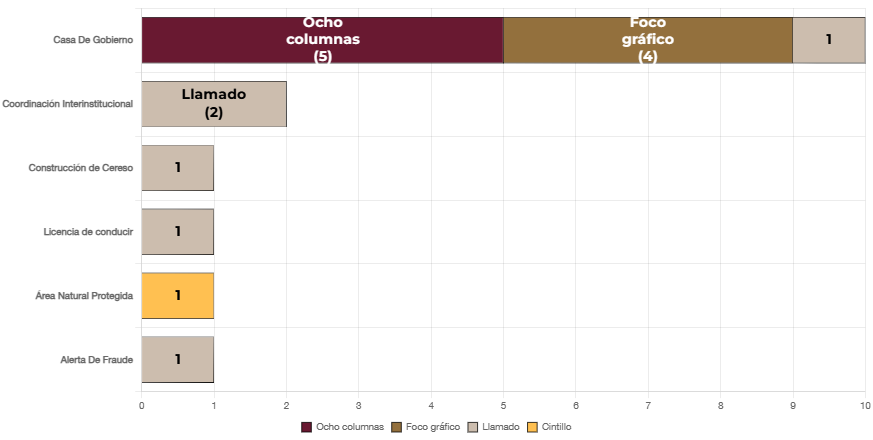 Casa De Gobierno
Ocho
columnas
(5)
Foco
gráfico
(4)
1
Coordinación Interinstitucional
Llamado
(2)
Construcción de Cereso
1
Licencia de conducir
1
Área Natural Protegida
1
Alerta De Fraude
1
0 1 2 3 4 5 6 7 8 9 10
Ocho columnas Foco gráfico Llamado Cintillo